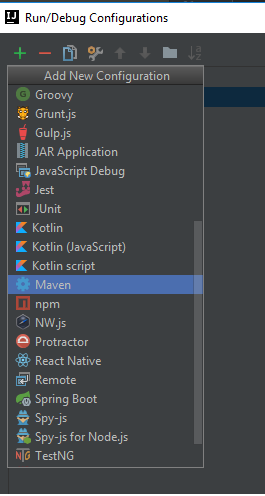 IJ Run/Debug Configurations
Add New Configuration
Groovy
Grunt.js
Gulp.js
JAR Application
JavaScript Debug
Jest
JUnit
Kotlin
Kotlin (JavaScript)
Kotlin script
Maven
npm
NW.js
Protractor
React Native
Remote
Spring Boot
Spy-js
Spy-js for Node.js
TestNG